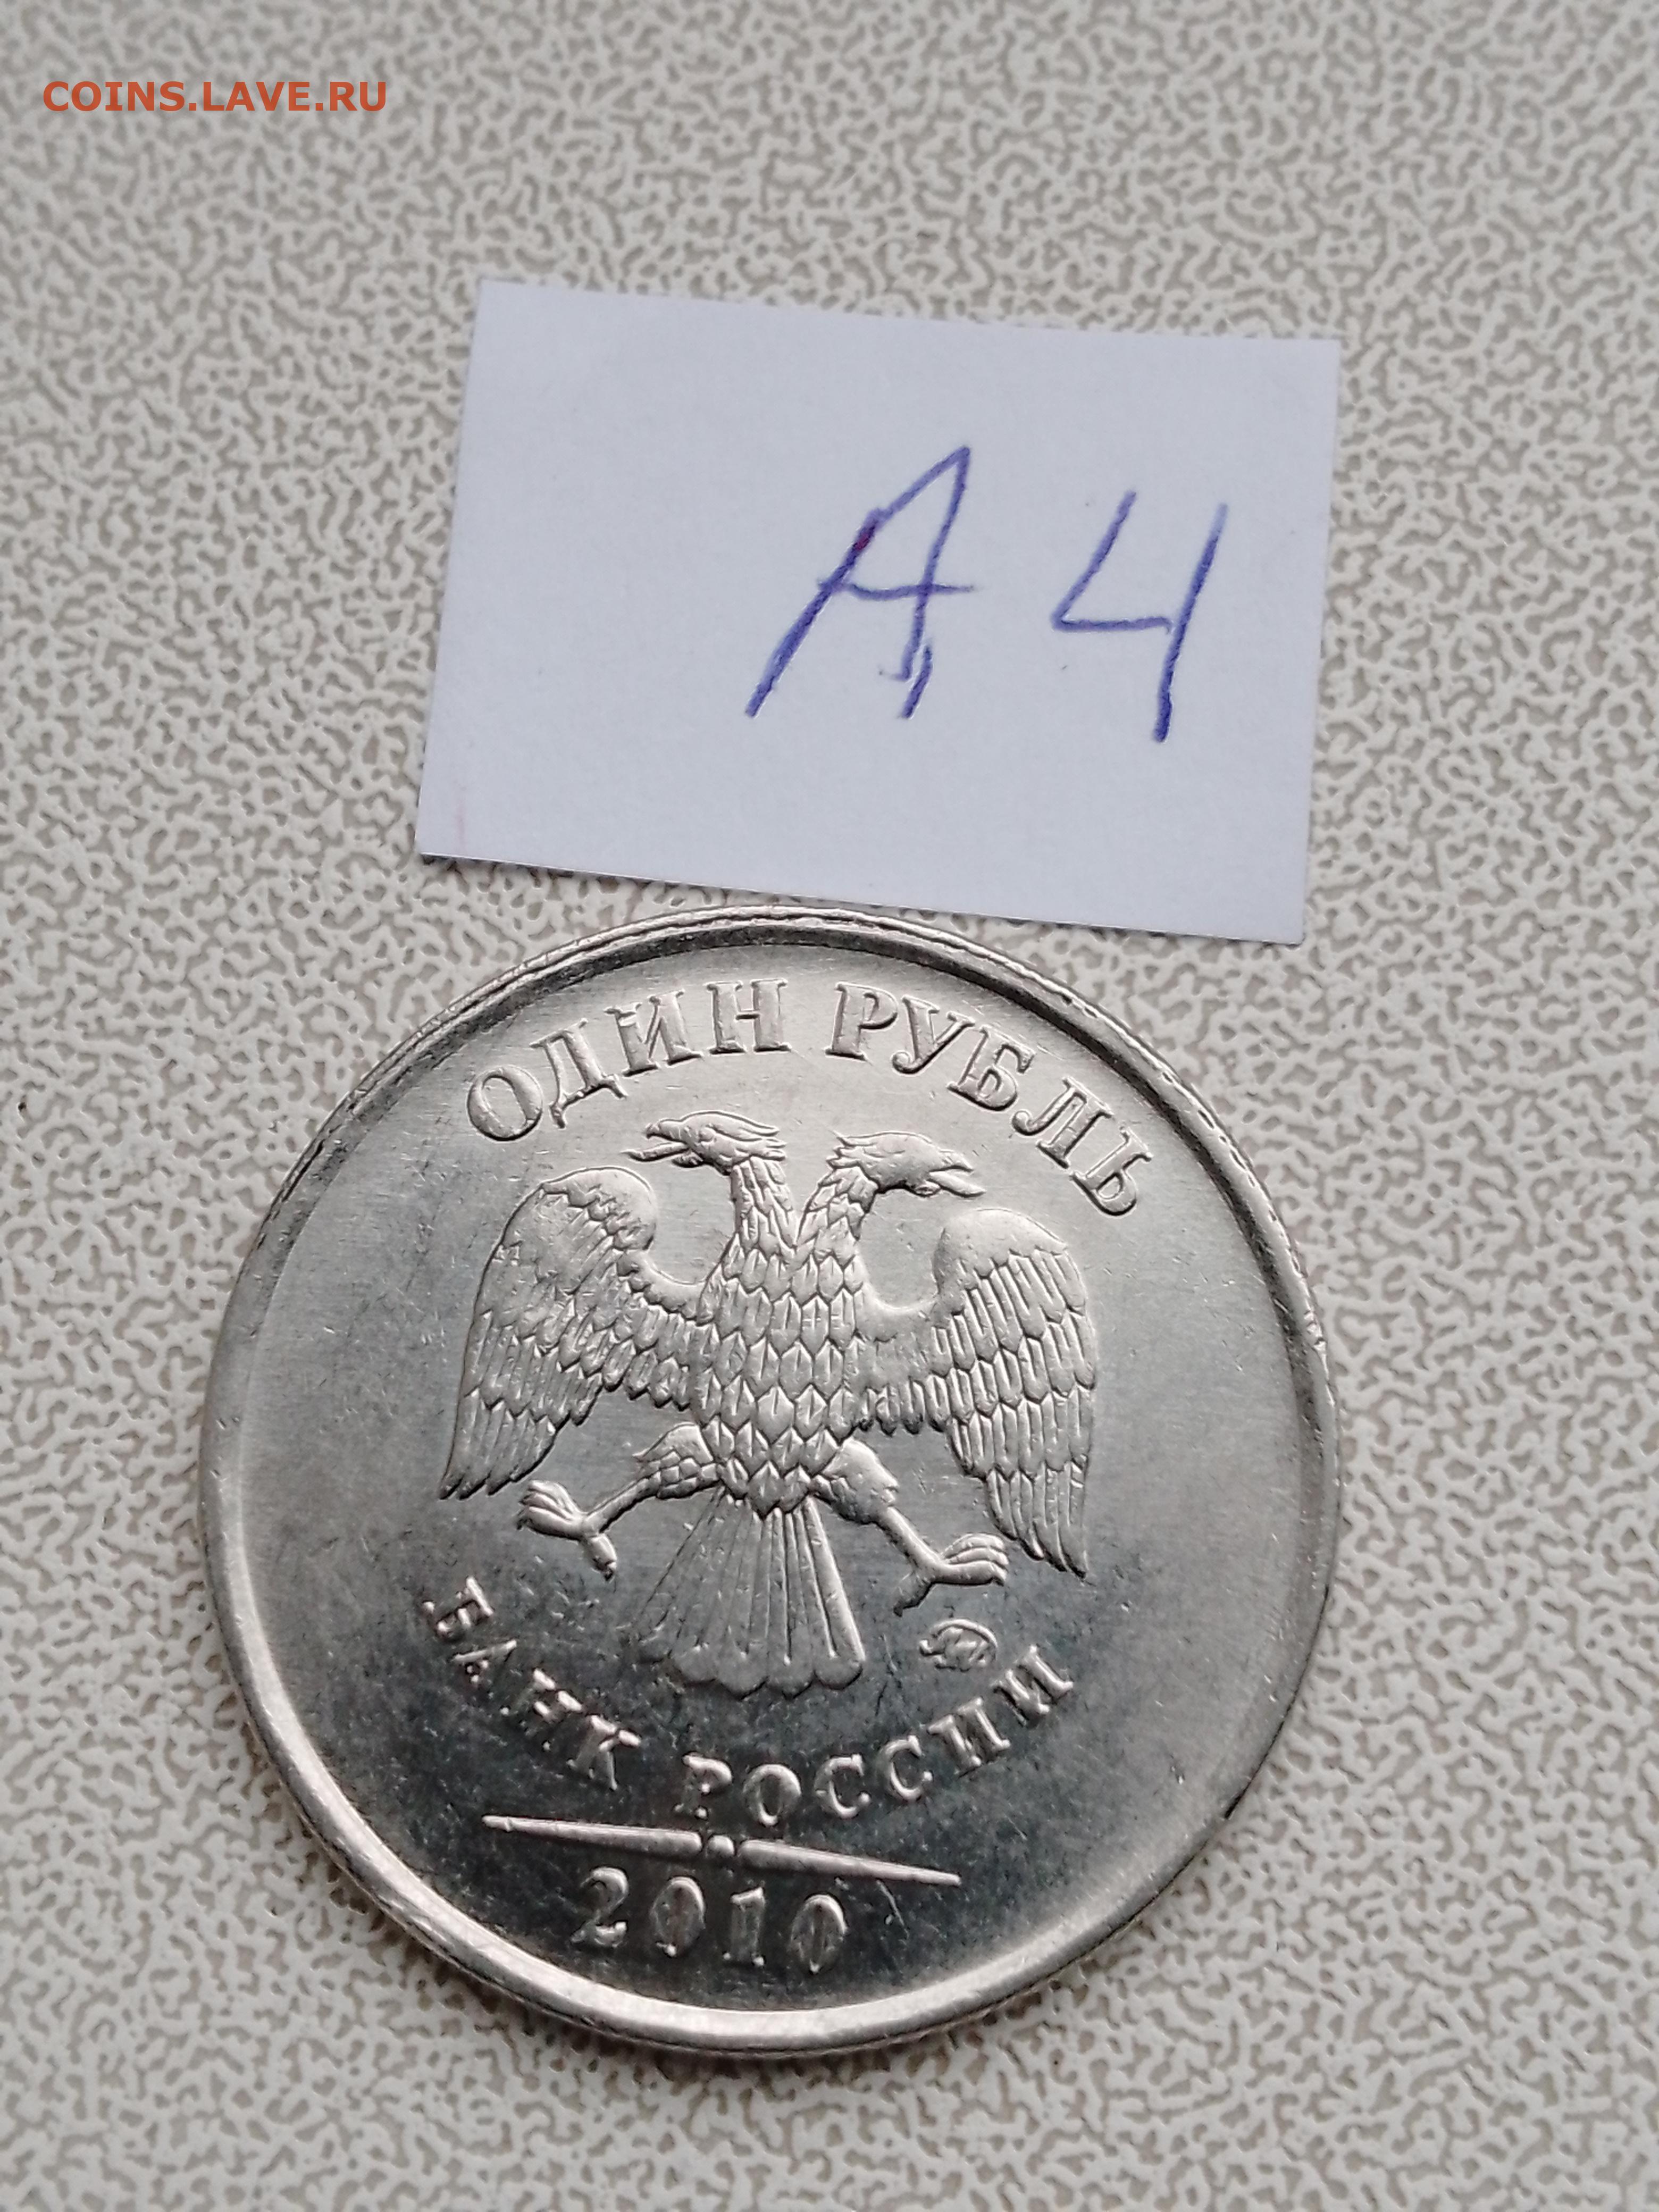 COINS.LAVE.RU
А4
ОДИН РУБЛЬ
БАНК РОССИИ
2010